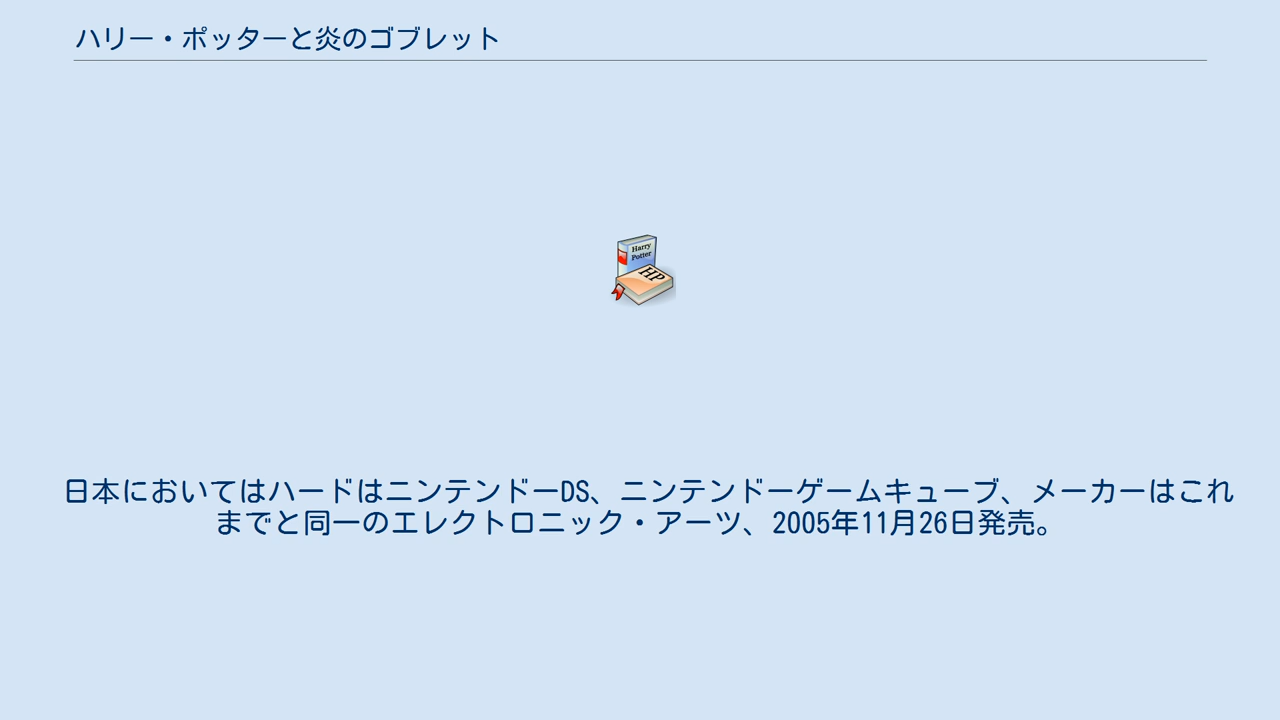 ハリー・ポッターと炎のゴブレット
Harry
Potter
HP
日本においてはハードはニンテンドーDS、ニンテンドーゲームキューブ、メーカーはこれ
までと同一のエレクトロニック・アーツ、2005年11月26日発売。